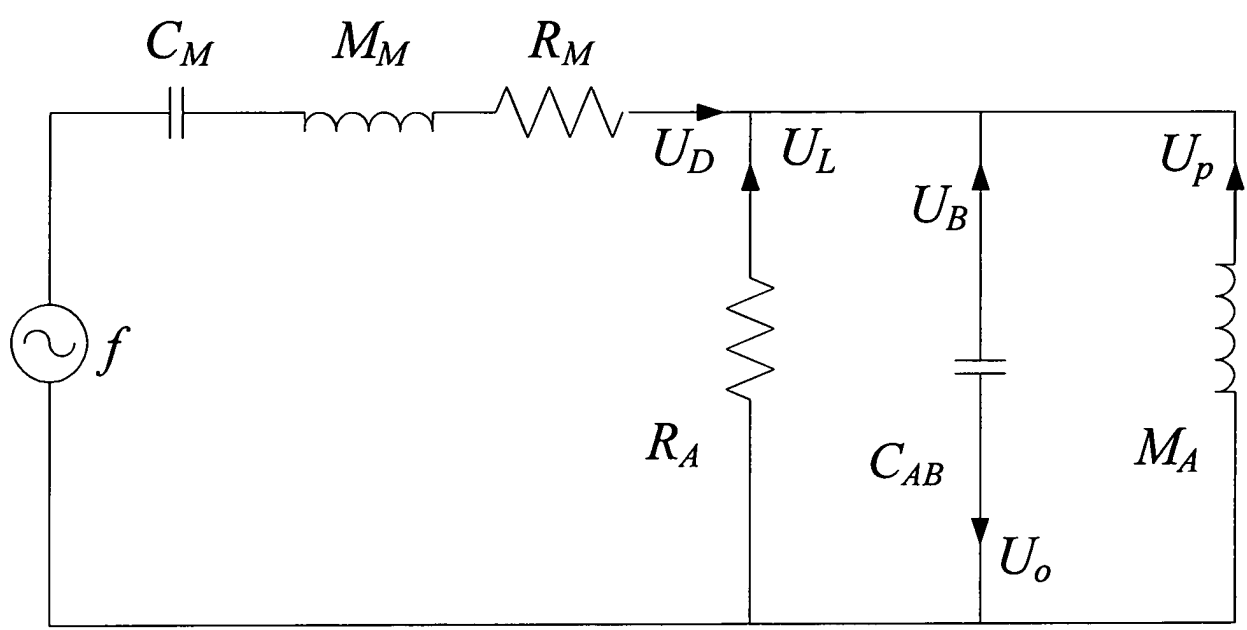 C_M M_M R_M
U_D U_L U_p
U_B
f
R_A C_AB M_A
U_o